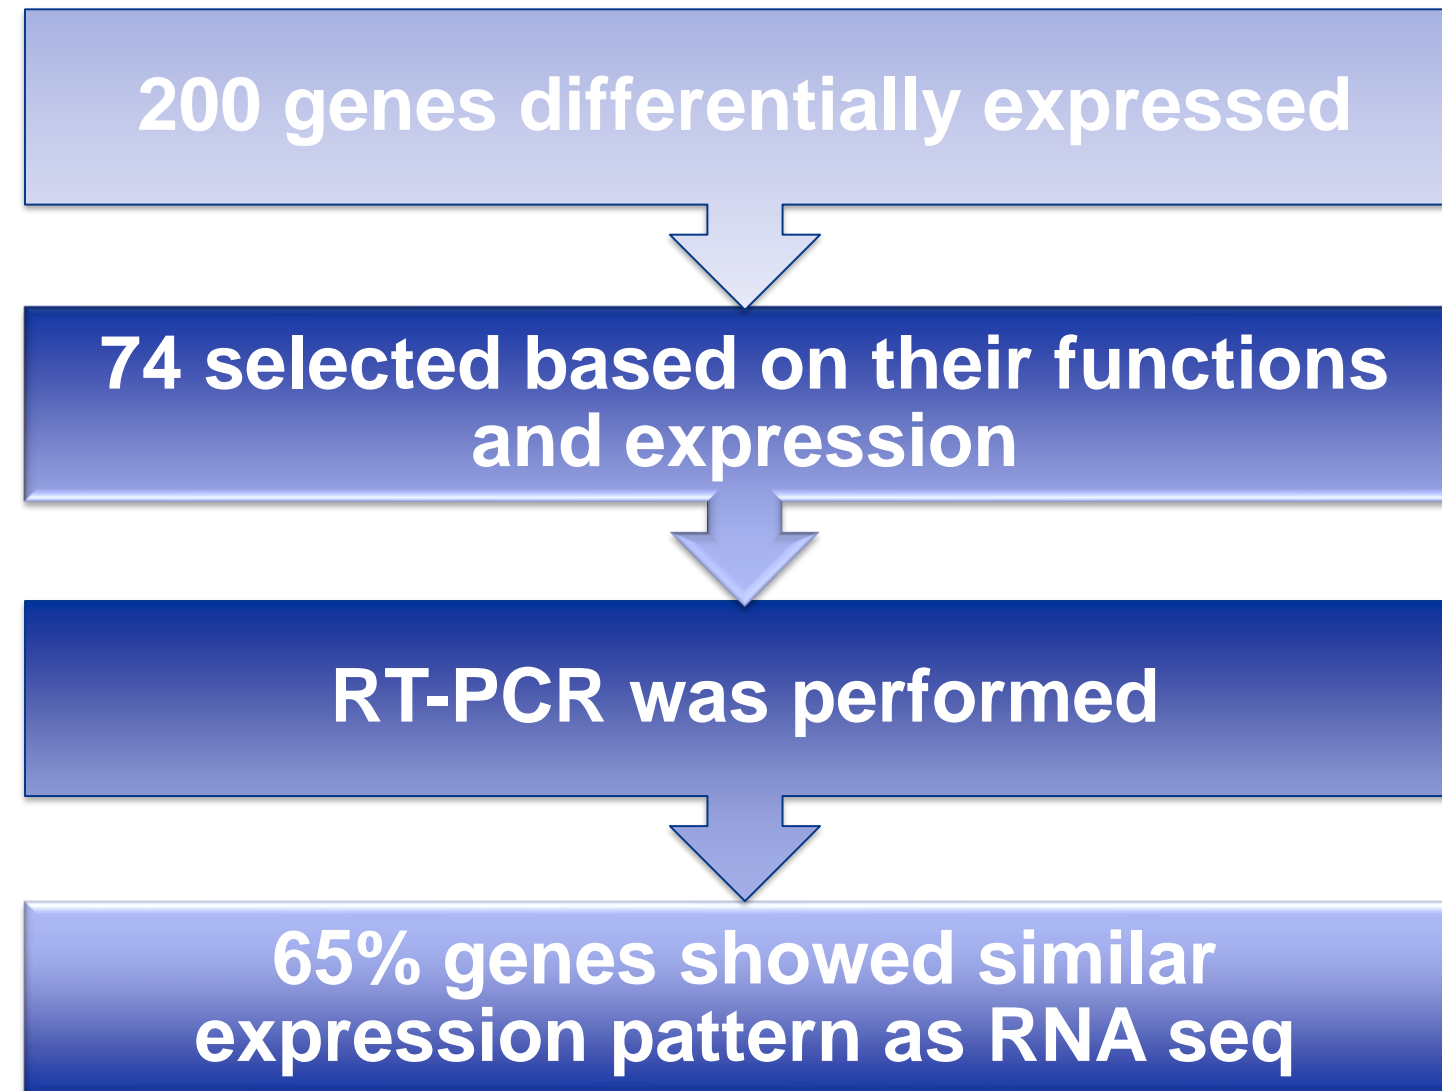 200 genes differentially expressed
74 selected based on their functions
and expression
RT-PCR was performed
65% genes showed similar
expression pattern as RNA seq